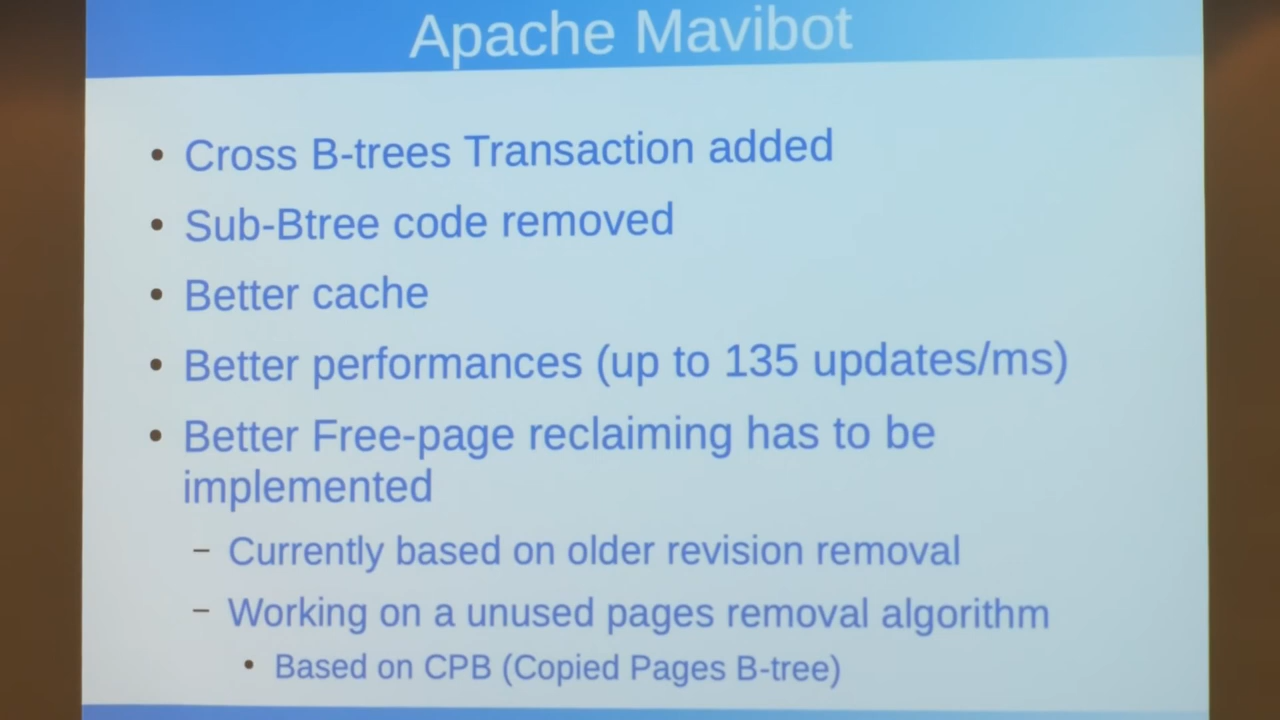 Apache Mavibot
• Cross B-trees Transaction added
• Sub-Btree code removed
• Better cache
• Better performances (up to 135 updates/ms)
• Better Free-page reclaiming has to be
implemented
– Currently based on older revision removal
– Working on a unused pages removal algorithm
• Based on CPB (Copied Pages B-tree)